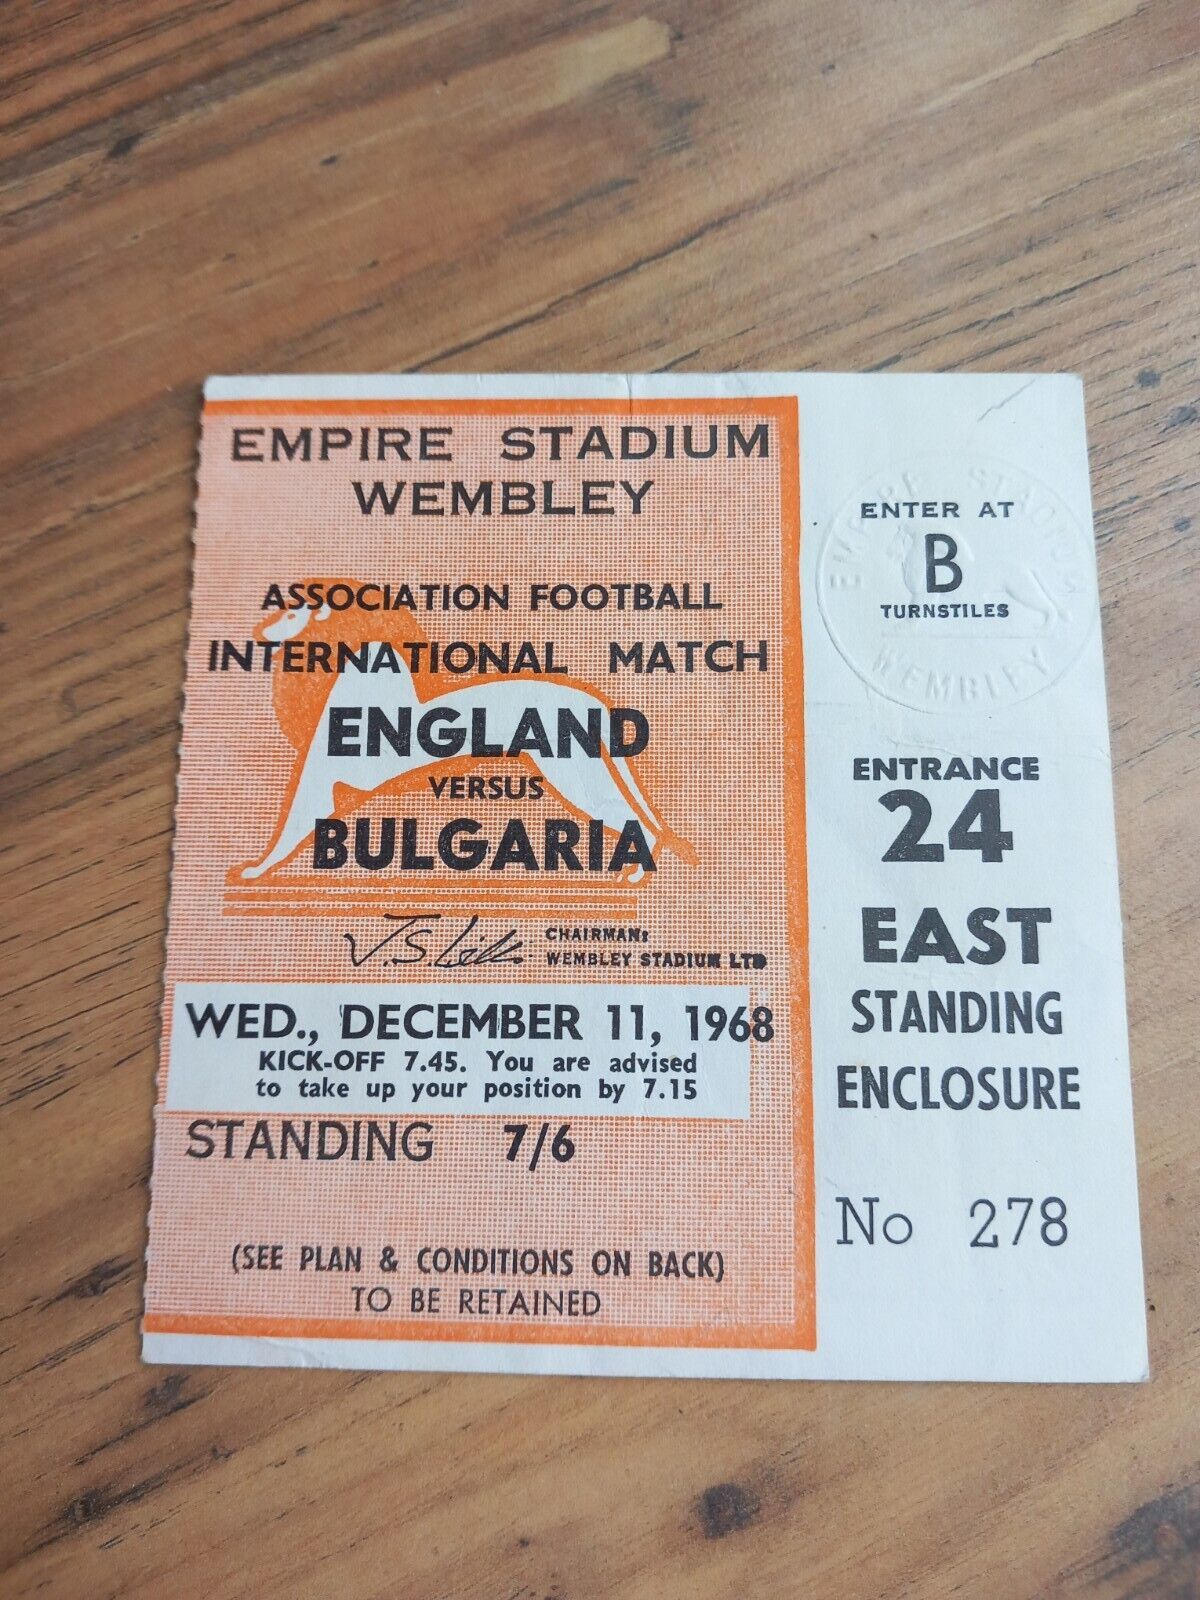 EMPIRE STADIUM
WEMBLEY
ASSOCIATION FOOTBALL
INTERNATIONAL MATCH
ENGLAND
VERSUS
BULGARIA
CHAIRMAN:
WEMBLEY STADIUM LTD
WED., DECEMBER 11, 1968
KICK-OFF 7.45. You are advised
to take up your position by 7.15
STANDING 7/6
(SEE PLAN & CONDITIONS ON BACK)
TO BE RETAINED
EMPIRE STADIUM
WEMBLEY
ENTER AT
B
TURNSTILES
ENTRANCE
24
EAST
STANDING
ENCLOSURE
No 278